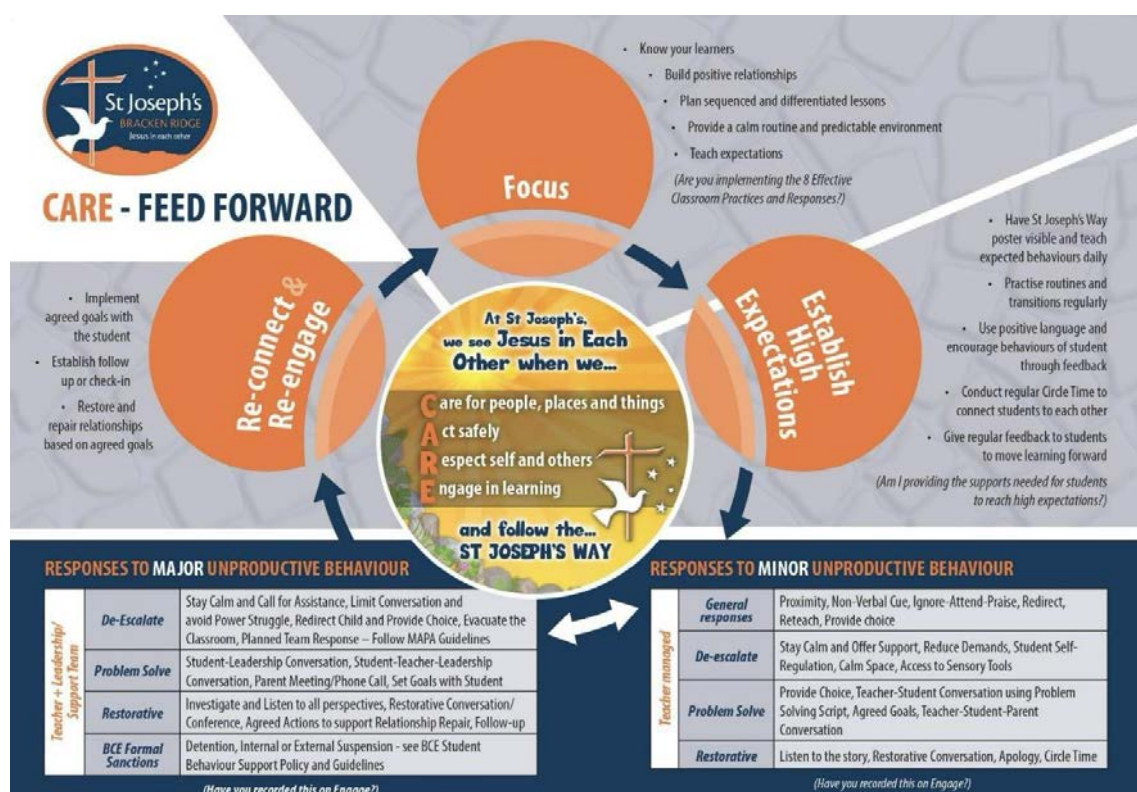 St Joseph's
BRACKEN RIDGE
Jesus in each other
CARE - FEED FORWARD
Focus
• Know your learners
• Build positive relationships
• Plan sequenced and differentiated lessons
• Provide a calm routine and predictable environment
• Teach expectations
(Are you implementing the 8 Effective
Classroom Practices and Responses?)
Establish
High
Expectations
• Have St Joseph's Way
poster visible and teach
expected behaviours daily
• Practise routines and
transitions regularly
• Use positive language and
encourage behaviours of student
through feedback
• Conduct regular Circle Time to
connect students to each other
• Give regular feedback to students
to move learning forward
(Am I providing the supports needed for students
to reach high expectations?)
Re-connect &
Re-engage
• Implement
agreed goals with
the student
• Establish follow
up or check-in
• Restore and
repair relationships
based on agreed goals
At St Joseph's,
we see Jesus in Each
Other when we...
Care for people, places and things
Act safely
Respect self and others
Engage in learning
and follow the...
ST JOSEPH'S WAY
RESPONSES TO MAJOR UNPRODUCTIVE BEHAVIOUR
Teacher + Leadership/
Support Team
De-Escalate
Stay Calm and Call for Assistance, Limit Conversation and
avoid Power Struggle, Redirect Child and Provide Choice, Evacuate the
Classroom, Planned Team Response – Follow MAPA Guidelines
Problem Solve
Student-Leadership Conversation, Student-Teacher-Leadership
Conversation, Parent Meeting/Phone Call, Set Goals with Student
Restorative
Investigate and Listen to all perspectives, Restorative Conversation/
Conference, Agreed Actions to support Relationship Repair, Follow-up
BCE Formal
Sanctions
Detention, Internal or External Suspension - see BCE Student
Behaviour Support Policy and Guidelines
(Have you recorded this on Engage?)
RESPONSES TO MINOR UNPRODUCTIVE BEHAVIOUR
Teacher managed
General
responses
Proximity, Non-Verbal Cue, Ignore-Attend-Praise, Redirect,
Reteach, Provide choice
De-escalate
Stay Calm and Offer Support, Reduce Demands, Student Self-
Regulation, Calm Space, Access to Sensory Tools
Problem Solve
Provide Choice, Teacher-Student Conversation using Problem
Solving Script, Agreed Goals, Teacher-Student-Parent
Conversation
Restorative
Listen to the story, Restorative Conversation, Apology, Circle Time
(Have you recorded this on Engage?)